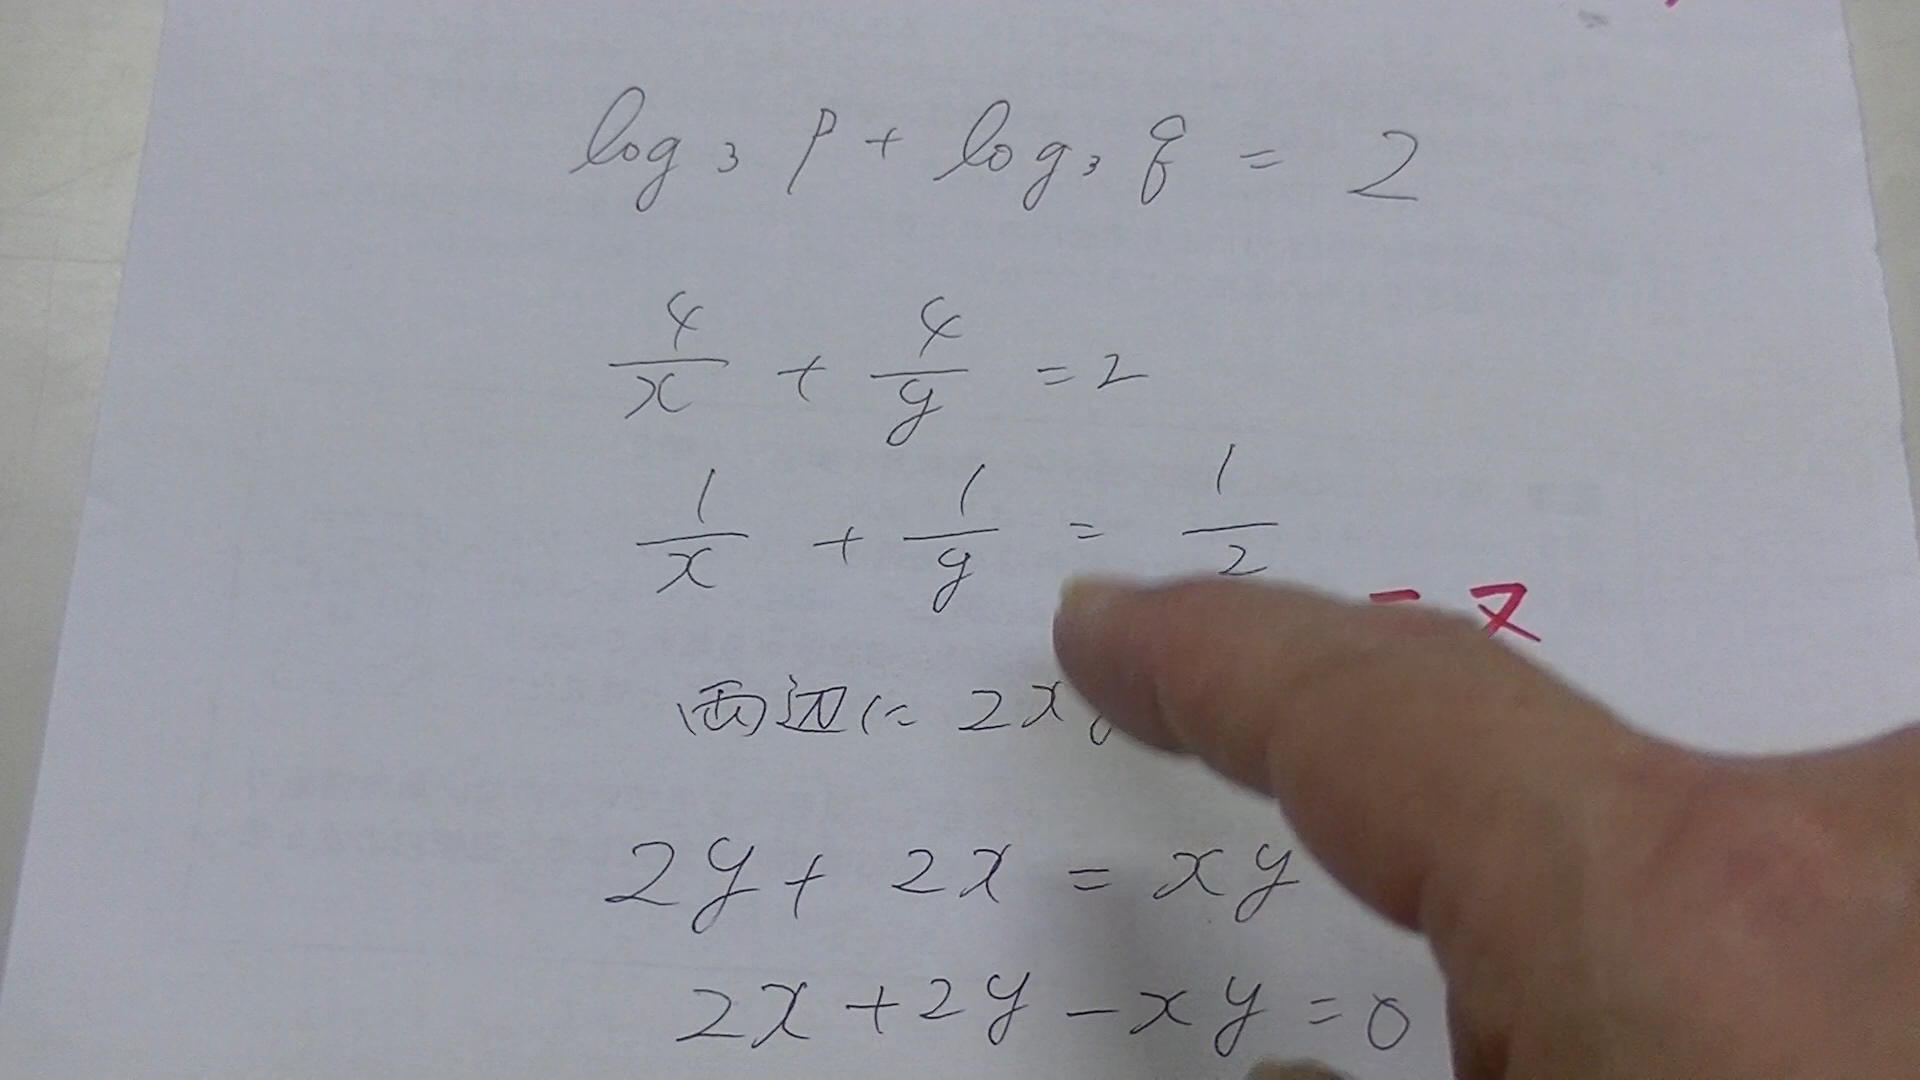 log₃ p + log₃ q = 2
4/x + 4/y = 2
1/x + 1/y = 1/2
両辺に 2xy
2y + 2x = xy
2x + 2y - xy = 0